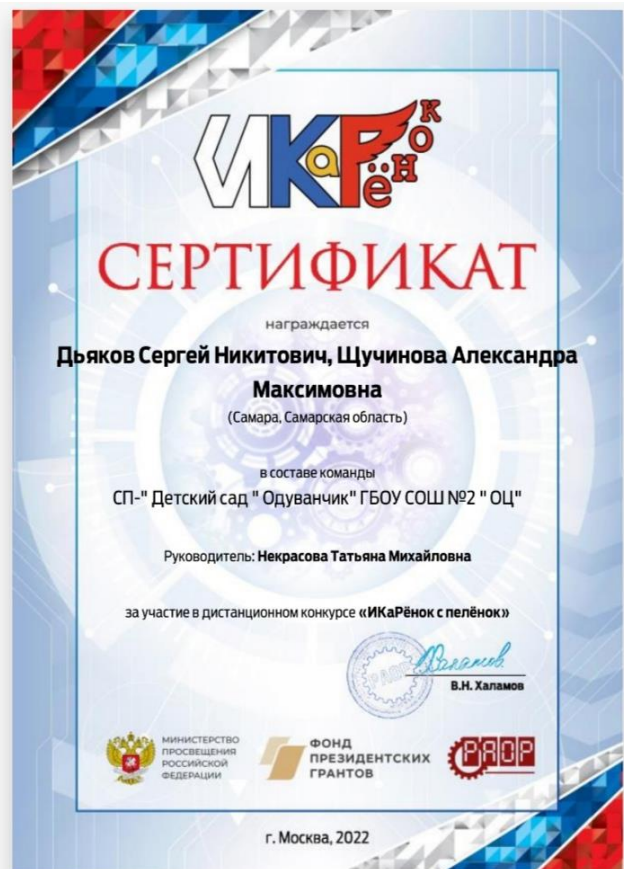 ИКаРёнок
СЕРТИФИКАТ
награждается
Дьяков Сергей Никитович, Щучинова Александра
Максимовна
(Самара, Самарская область)
в составе команды
СП-" Детский сад " Одуванчик" ГБОУ СОШ №2 " ОЦ"
Руководитель: Некрасова Татьяна Михайловна
за участие в дистанционном конкурсе «ИКаРёнок с пелёнок»
Халамов
В.Н. Халамов
МИНИСТЕРСТВО
ПРОСВЕЩЕНИЯ
РОССИЙСКОЙ
ФЕДЕРАЦИИ
ФОНД
ПРЕЗИДЕНТСКИХ
ГРАНТОВ
РАОР
г. Москва, 2022